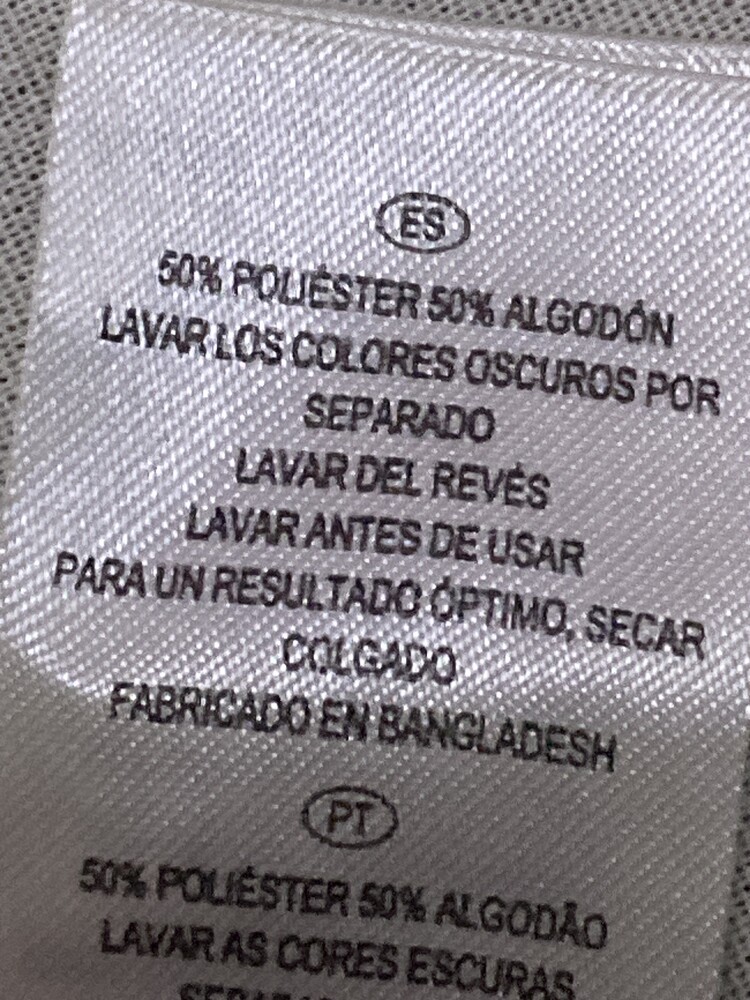 ES
50% POLIÉSTER 50% ALGODÓN
LAVAR LOS COLORES OSCUROS POR
SEPARADO
LAVAR DEL REVÉS
LAVAR ANTES DE USAR
PARA UN RESULTADO ÓPTIMO, SECAR
COLGADO
FABRICADO EN BANGLADESH
PT
50% POLIÉSTER 50% ALGODÃO
LAVAR AS CORES ESCURAS